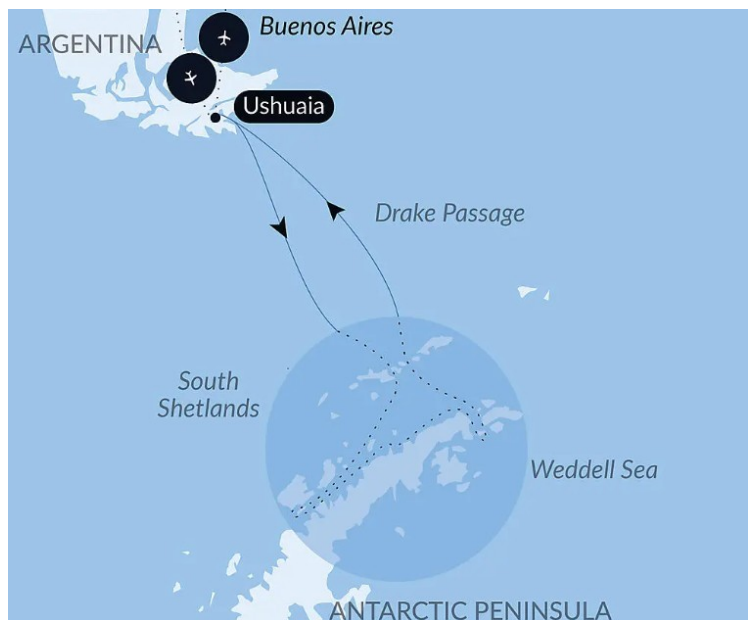 Buenos Aires
ARGENTINA
Ushuaia
Drake Passage
South
Shetlands
Weddell Sea
ANTARCTIC PENINSULA